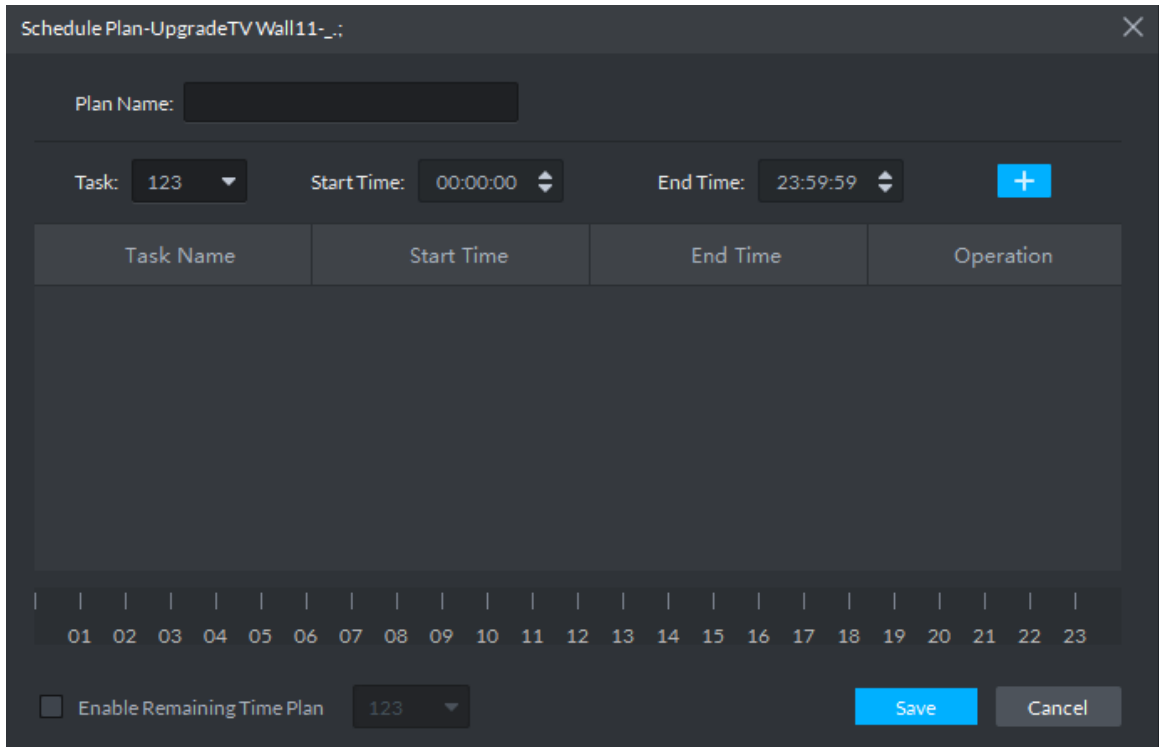 Schedule Plan-UpgradeTV Wall11-_.;
Plan Name:
Task: 123 Start Time: 00:00:00 End Time: 23:59:59 +
Task Name Start Time End Time Operation
01 02 03 04 05 06 07 08 09 10 11 12 13 14 15 16 17 18 19 20 21 22 23
Enable Remaining Time Plan 123 Save Cancel